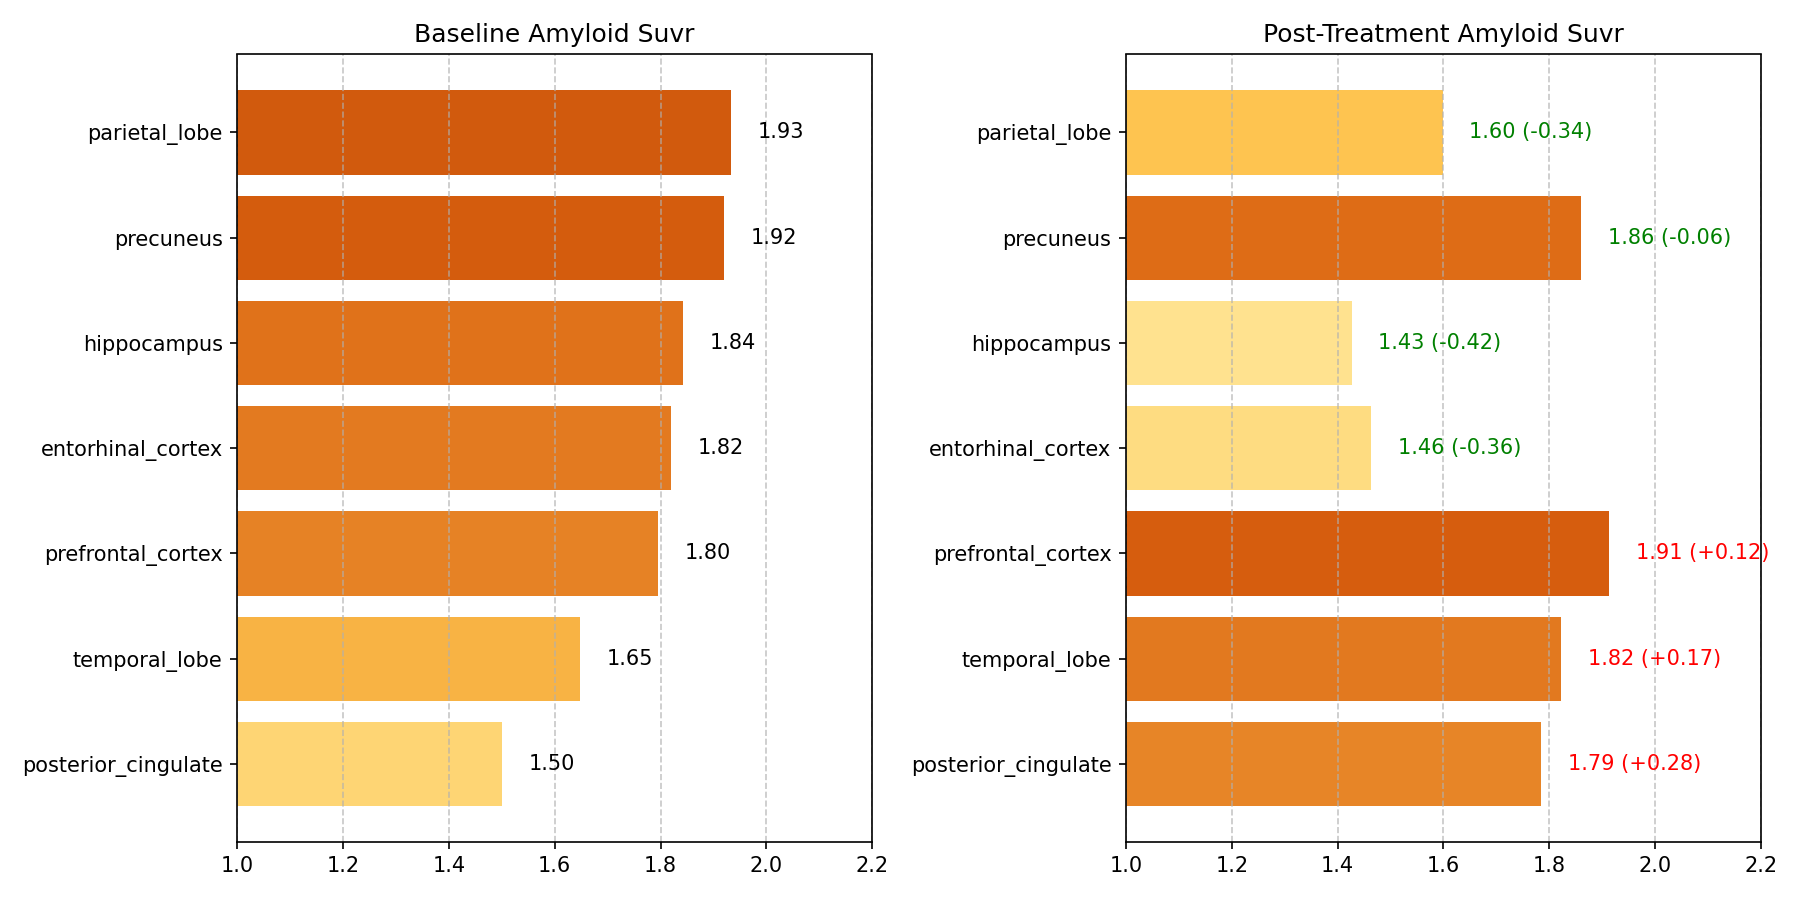 Baseline Amyloid Suvr
parietal_lobe
1.93
precuneus
1.92
hippocampus
1.84
entorhinal_cortex
1.82
prefrontal_cortex
1.80
temporal_lobe
1.65
posterior_cingulate
1.50
1.0 1.2 1.4 1.6 1.8 2.0 2.2
Post-Treatment Amyloid Suvr
parietal_lobe
1.60 (-0.34)
precuneus
1.86 (-0.06)
hippocampus
1.43 (-0.42)
entorhinal_cortex
1.46 (-0.36)
prefrontal_cortex
1.91 (+0.12)
temporal_lobe
1.82 (+0.17)
posterior_cingulate
1.79 (+0.28)
1.0 1.2 1.4 1.6 1.8 2.0 2.2